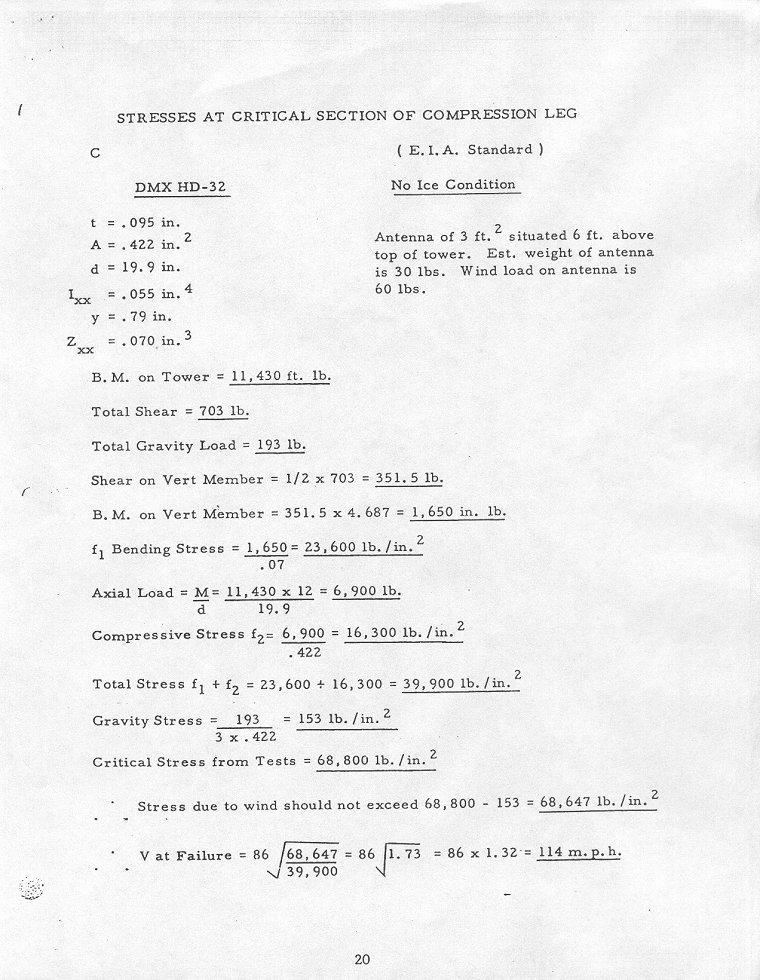 STRESSES AT CRITICAL SECTION OF COMPRESSION LEG
C ( E.I.A. Standard )
DMX HD-32 No Ice Condition
t = .095 in.
A = .422 in.2
d = 19.9 in.
Ixx = .055 in.4
y = .79 in.
Zxx = .070 in.3
Antenna of 3 ft.2 situated 6 ft. above
top of tower. Est. weight of antenna
is 30 lbs. Wind load on antenna is
60 lbs.
B.M. on Tower = 11,430 ft. lb.
Total Shear = 703 lb.
Total Gravity Load = 193 lb.
Shear on Vert Member = 1/2 x 703 = 351.5 lb.
B.M. on Vert Member = 351.5 x 4.687 = 1,650 in. lb.
f1 Bending Stress = 1,650 = 23,600 lb./in.2
.07
Axial Load = M = 11,430 x 12 = 6,900 lb.
d 19.9
Compressive Stress f2= 6,900 = 16,300 lb./in.2
.422
Total Stress f1 + f2 = 23,600 + 16,300 = 39,900 lb./in.2
Gravity Stress = 193 = 153 lb./in.2
3 x .422
Critical Stress from Tests = 68,800 lb./in.2
Stress due to wind should not exceed 68,800 - 153 = 68,647 lb./in.2
V at Failure = 86 √68,647 = 86 √1.73 = 86 x 1.32 = 114 m.p.h.
39,900
20